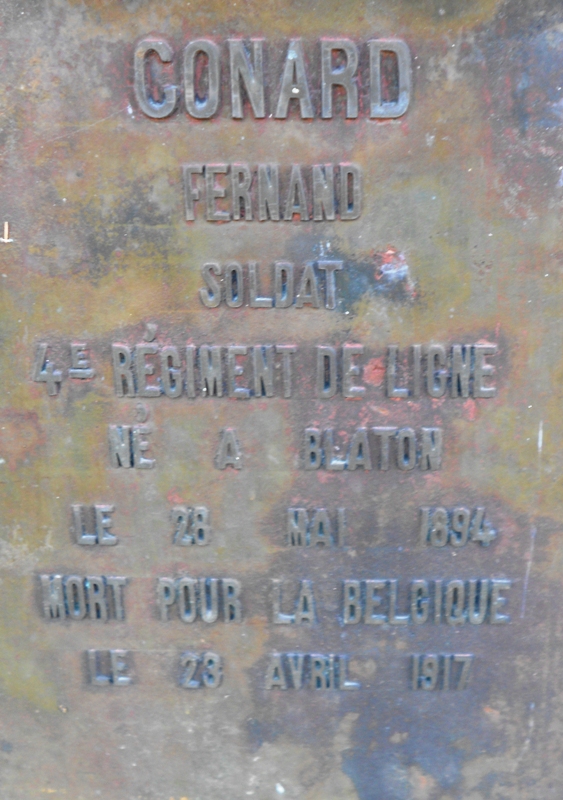 CONARD
FERNAND
SOLDAT
4E RÉGIMENT DE LIGNE
NÉ A BLATON
LE 28 MAI 1894
MORT POUR LA BELGIQUE
LE 23 AVRIL 1917